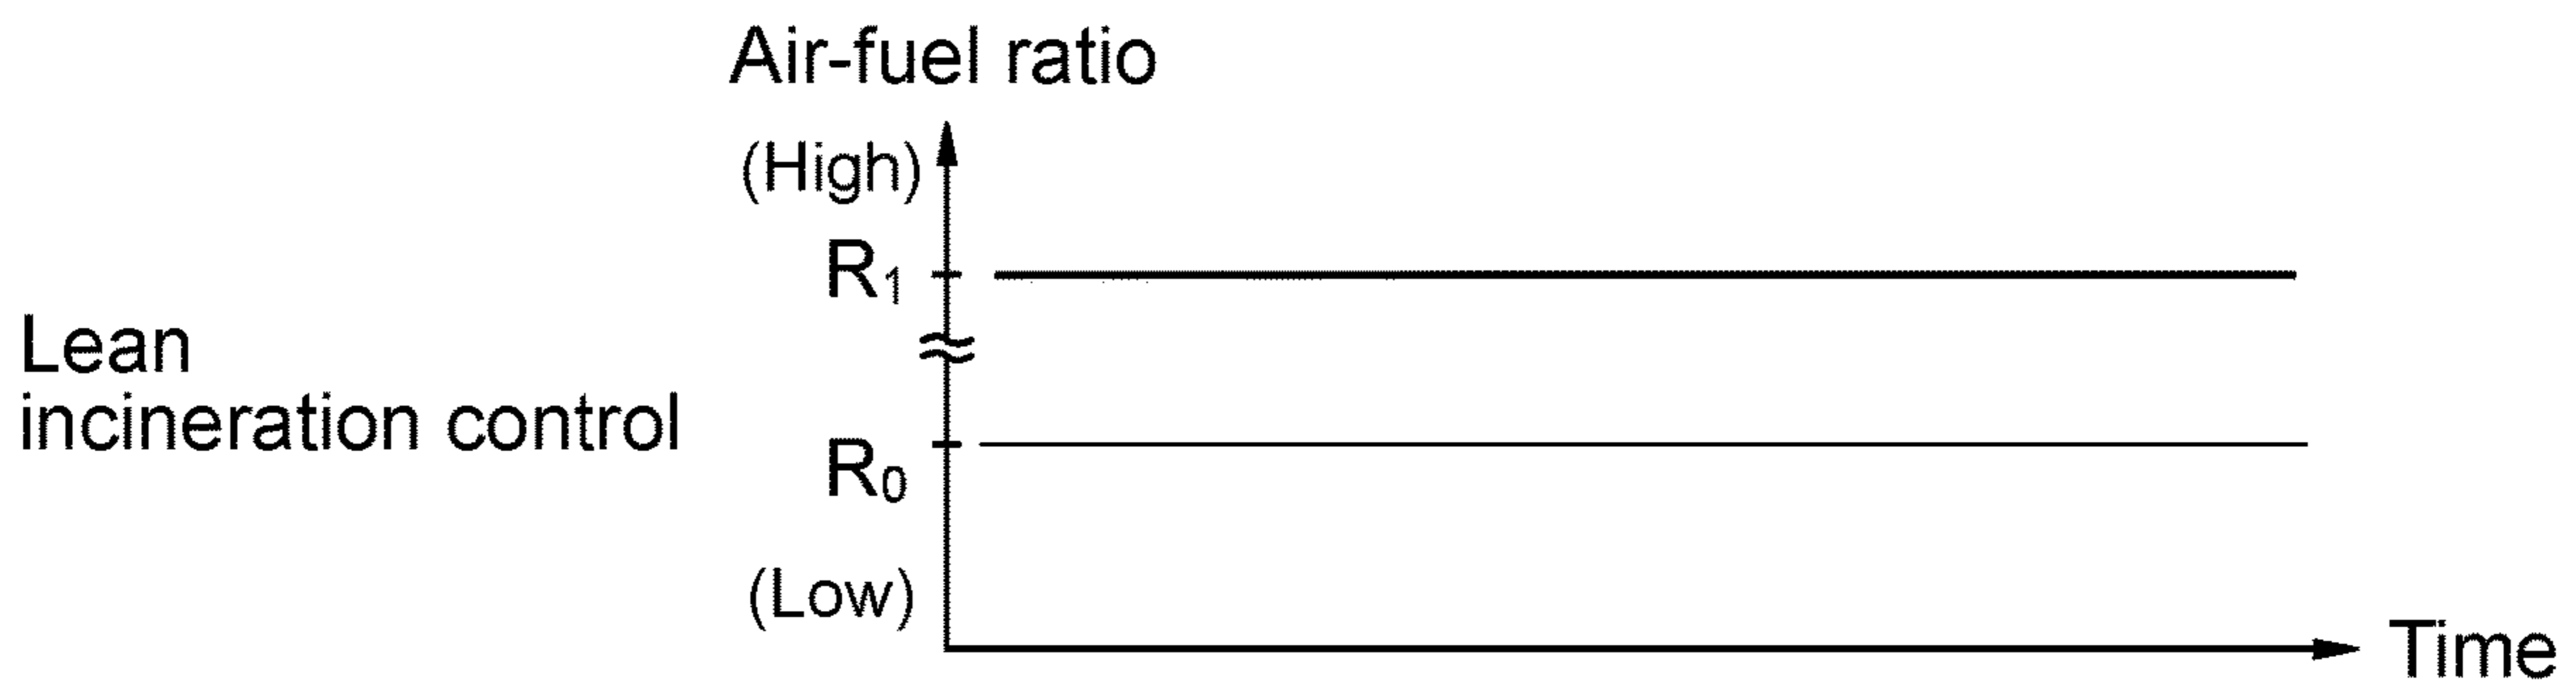 Air-fuel ratio
(High)
R1
Lean
incineration control
R0
(Low)
Time